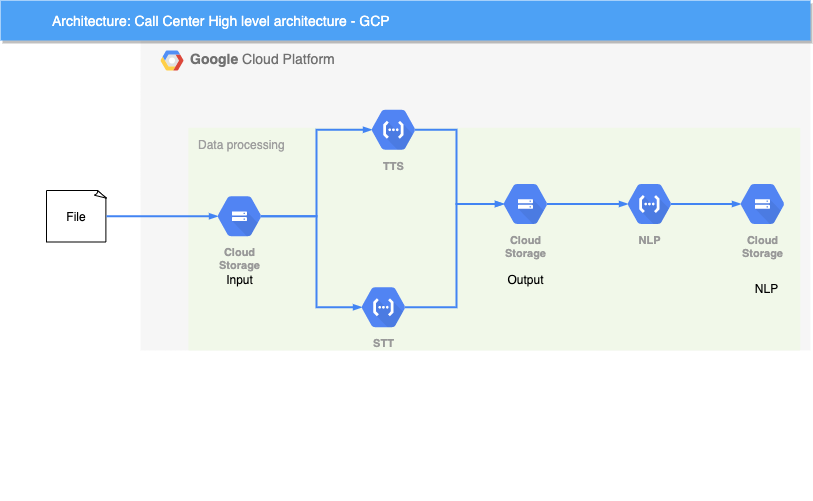 Architecture: Call Center High level architecture - GCP
Google Cloud Platform
Data processing
TTS
File
Cloud
Storage
Input
STT
Cloud
Storage
Output
NLP
Cloud
Storage
NLP